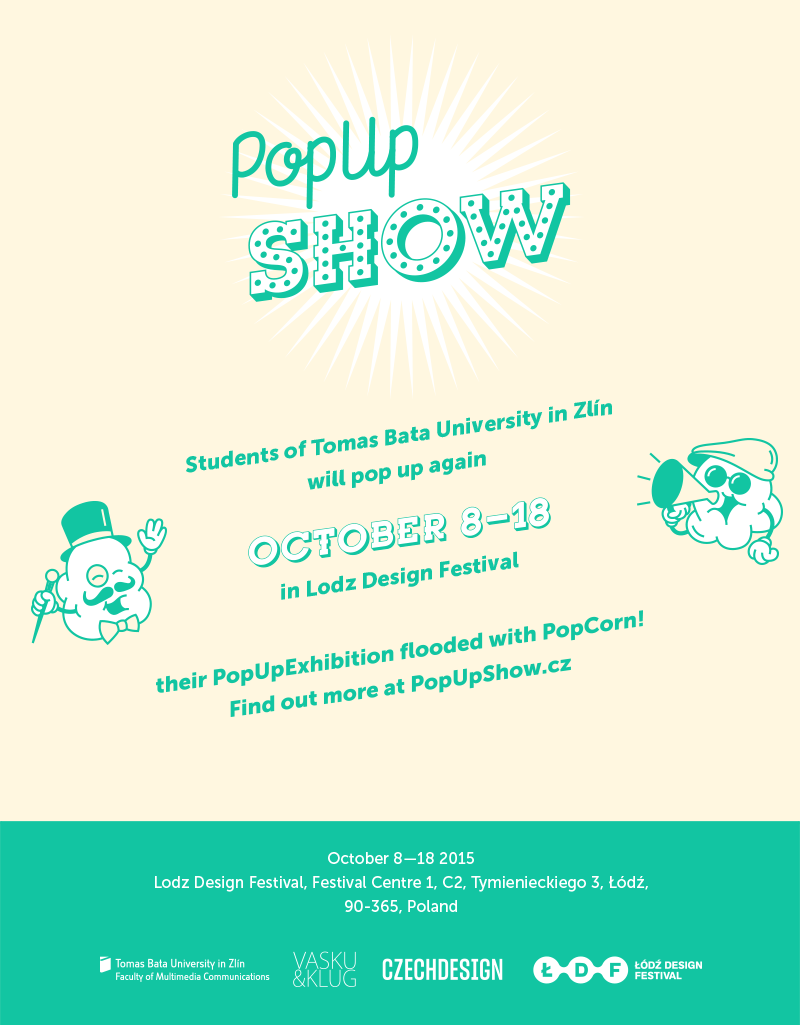 PopUp
SHOW
Students of Tomas Bata University in Zlín
will pop up again
OCTOBER 8—18
in Lodz Design Festival
their PopUpExhibition flooded with PopCorn!
Find out more at PopUpShow.cz
October 8—18 2015
Lodz Design Festival, Festival Centre 1, C2, Tymienieckiego 3, Łódź,
90-365, Poland
Tomas Bata University in Zlín
Faculty of Multimedia Communications
VASKU
&KLUG
CZECHDESIGN
Ł D F
ŁÓDŹ DESIGN
FESTIVAL